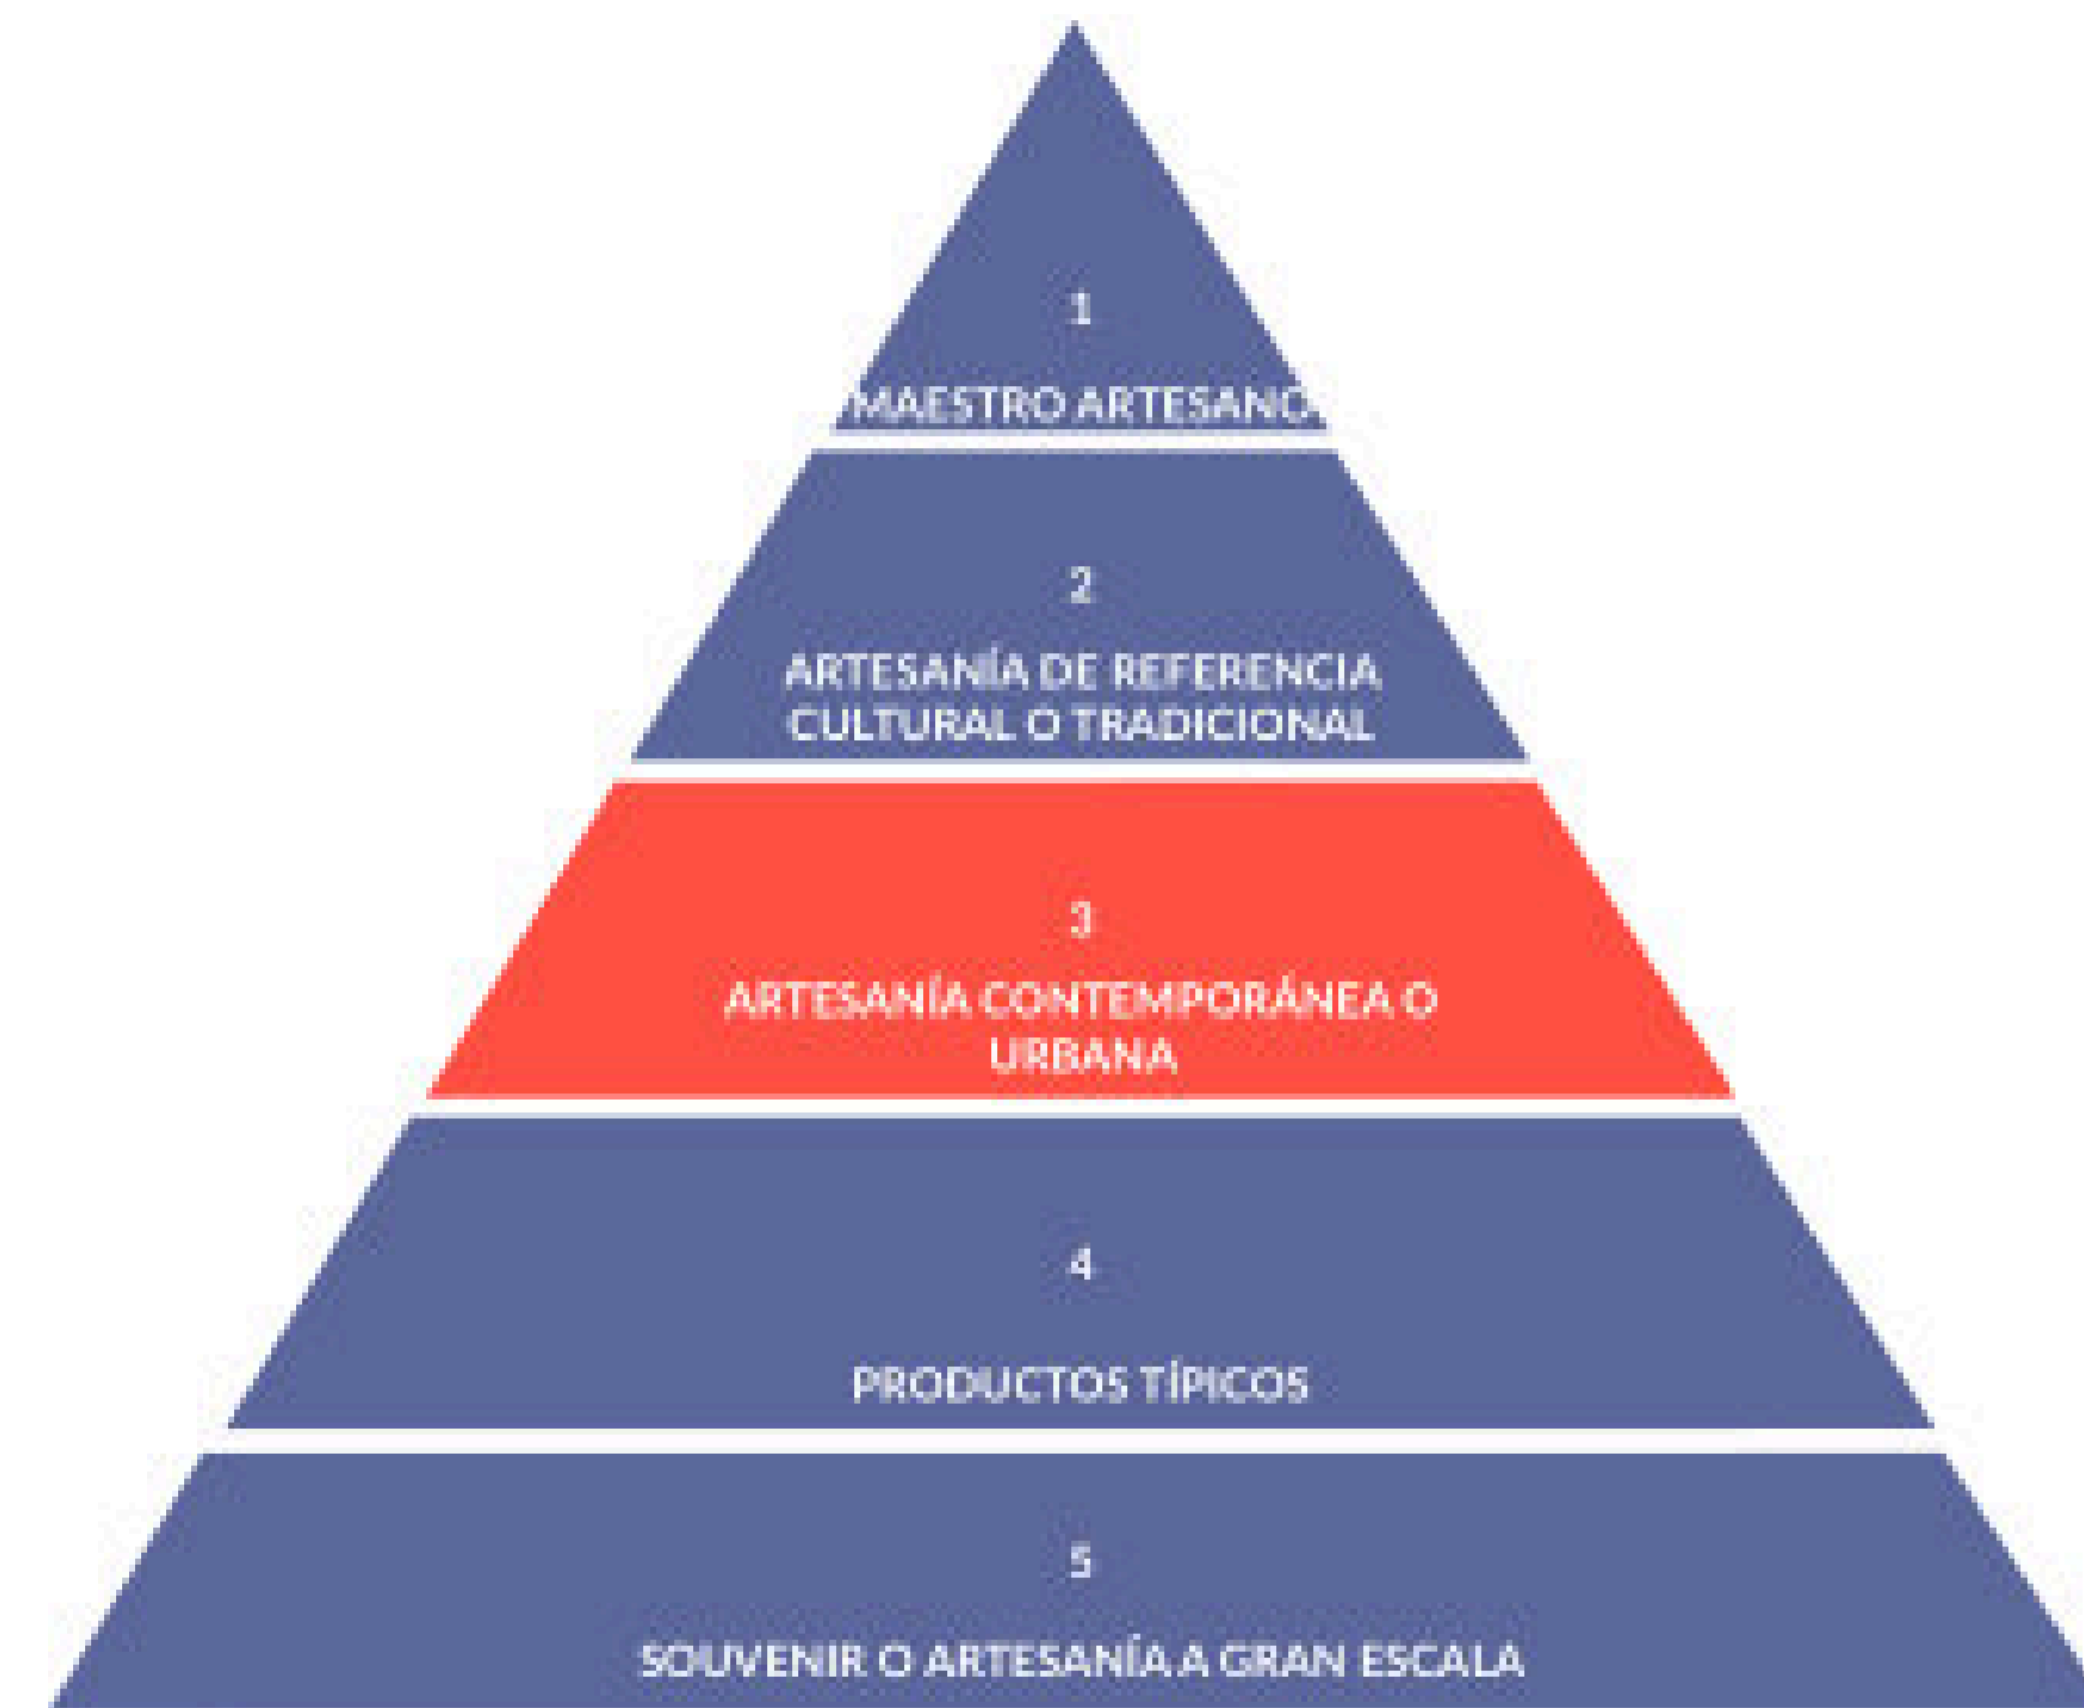 1
MAESTRO ARTESANO
2
ARTESANÍA DE REFERENCIA
CULTURAL O TRADICIONAL
3
ARTESANÍA CONTEMPORÁNEA O
URBANA
4
PRODUCTOS TÍPICOS
5
SOUVENIR O ARTESANÍA A GRAN ESCALA